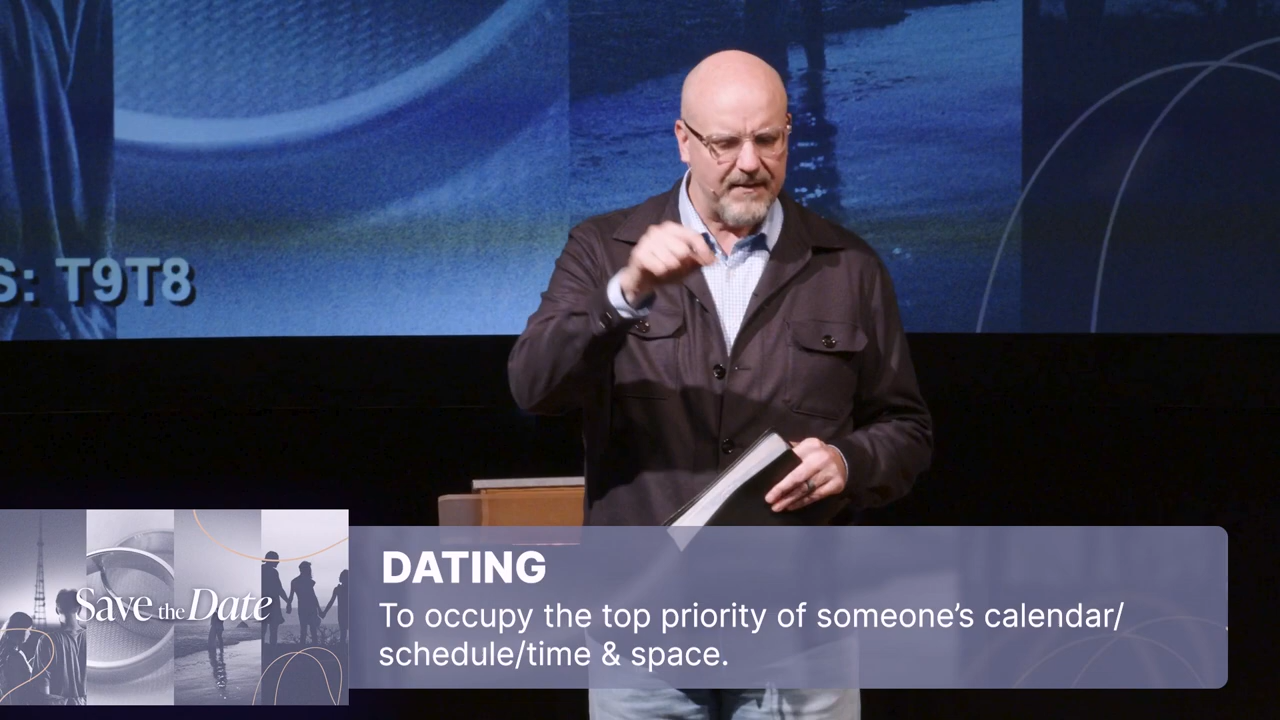 S: T9T8
DATING
To occupy the top priority of someone’s calendar/
schedule/time & space.
Save the Date